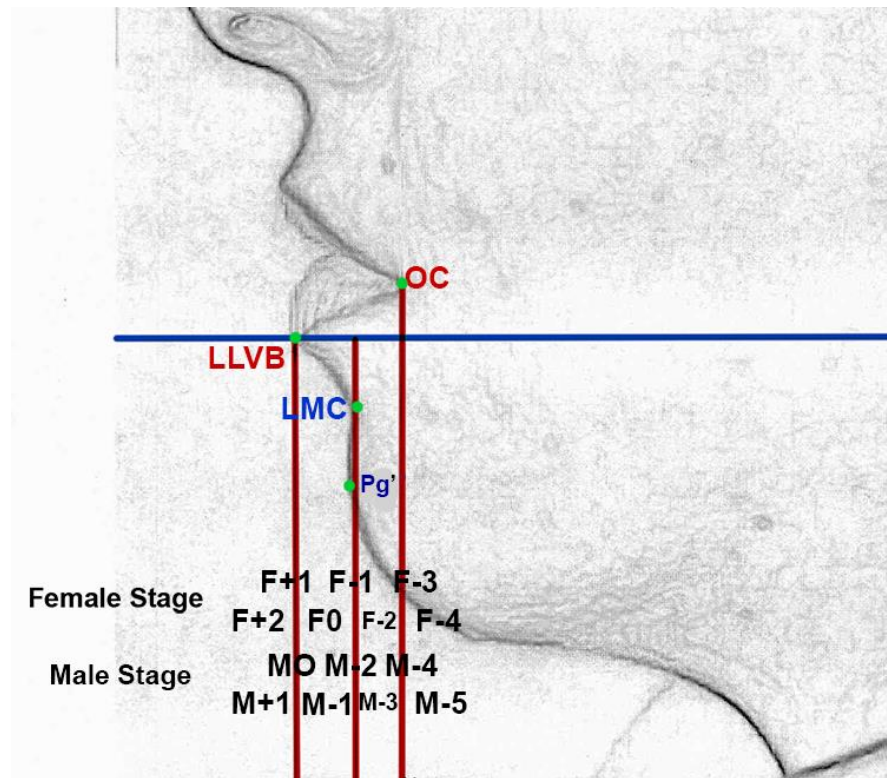 OC
LLVB
LMC
Pg’
F+1 F-1 F-3
Female Stage
F+2 F0 F-2 F-4
MO M-2 M-4
Male Stage
M+1 M-1 M-3 M-5